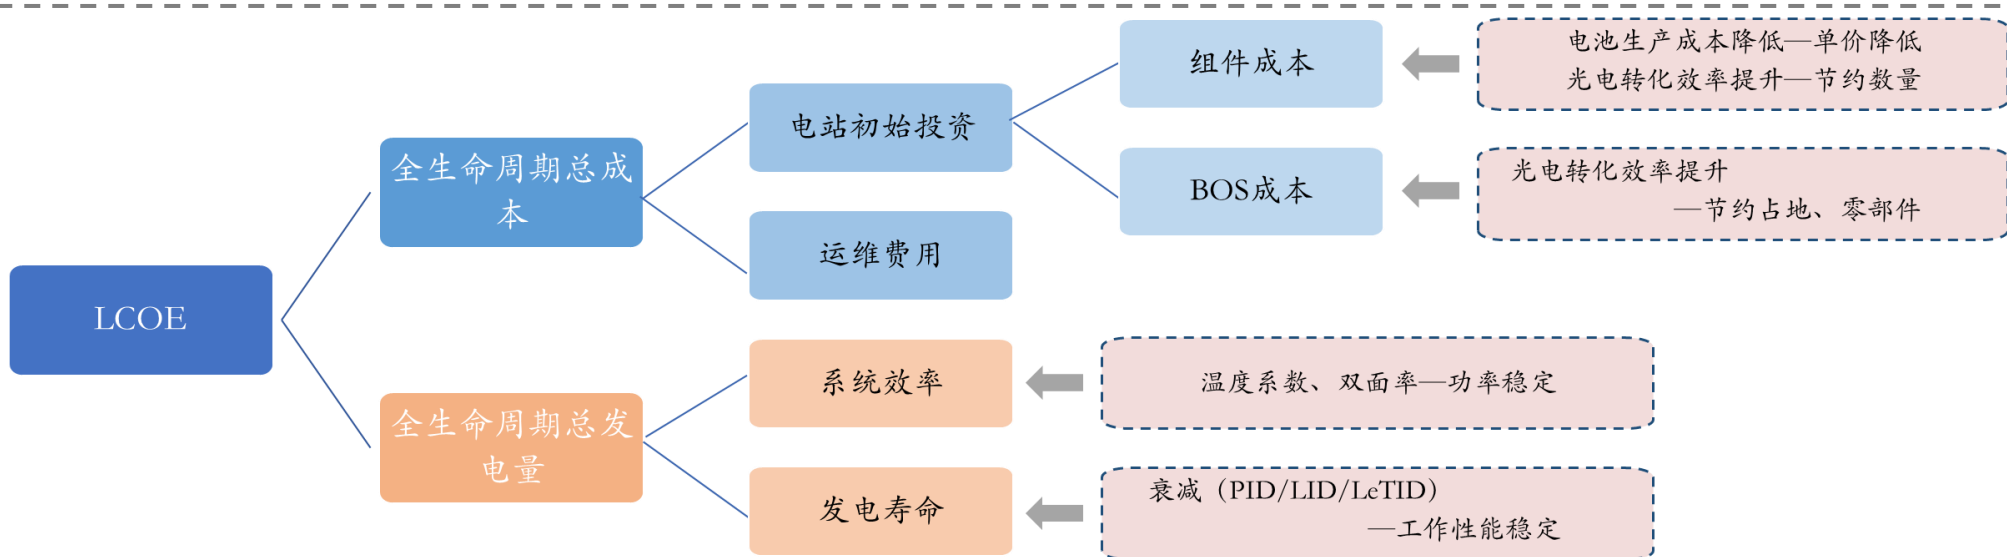 LCOE
全生命周期总成
本
电站初始投资
组件成本
电池生产成本降低—单价降低
光电转化效率提升—节约数量
BOS成本
光电转化效率提升
—节约占地、零部件
运维费用
全生命周期总发
电量
系统效率
温度系数、双面率—功率稳定
发电寿命
衰减（PID/LID/LeTID）
—工作性能稳定